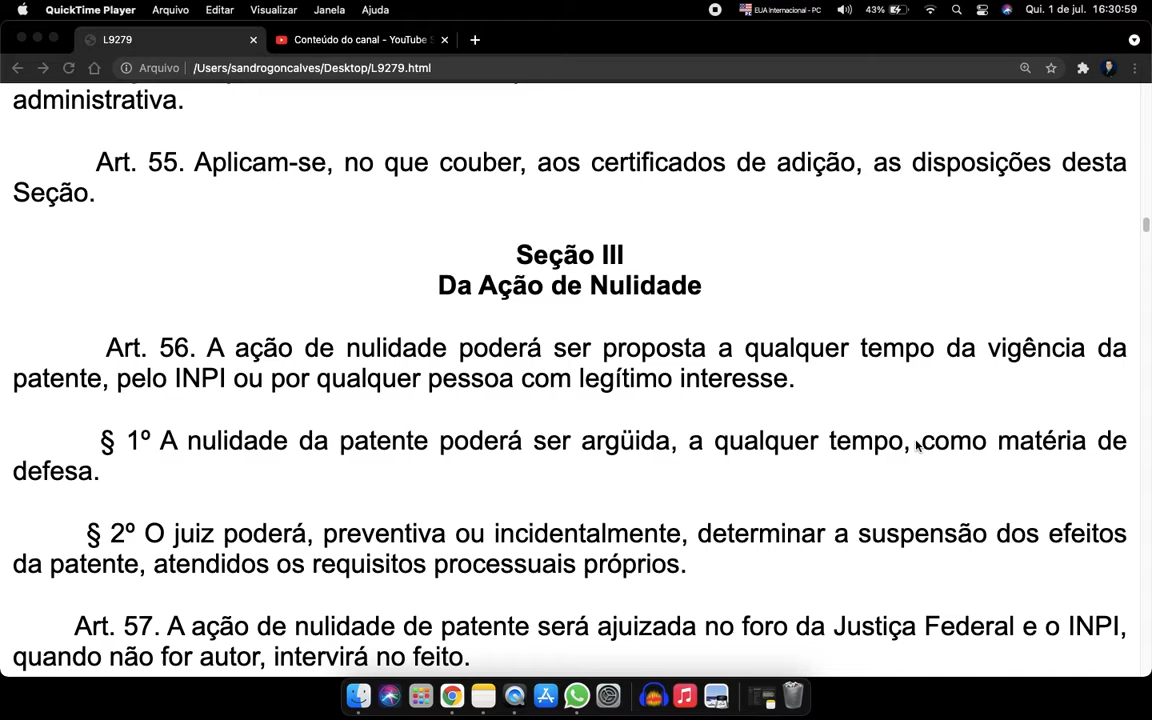 QuickTime Player Arquivo Editar Visualizar Janela Ajuda EUA Internacional - PC 43% Qui. 1 de jul. 16:30:59
L9279 Conteúdo do canal - YouTube
Arquivo /Users/sandrogoncalves/Desktop/L9279.html
administrativa.
Art. 55. Aplicam-se, no que couber, aos certificados de adição, as disposições desta
Seção.
Seção III
Da Ação de Nulidade
Art. 56. A ação de nulidade poderá ser proposta a qualquer tempo da vigência da
patente, pelo INPI ou por qualquer pessoa com legítimo interesse.
§ 1º A nulidade da patente poderá ser argüida, a qualquer tempo, como matéria de
defesa.
§ 2º O juiz poderá, preventiva ou incidentalmente, determinar a suspensão dos efeitos
da patente, atendidos os requisitos processuais próprios.
Art. 57. A ação de nulidade de patente será ajuizada no foro da Justiça Federal e o INPI,
quando não for autor, intervirá no feito.